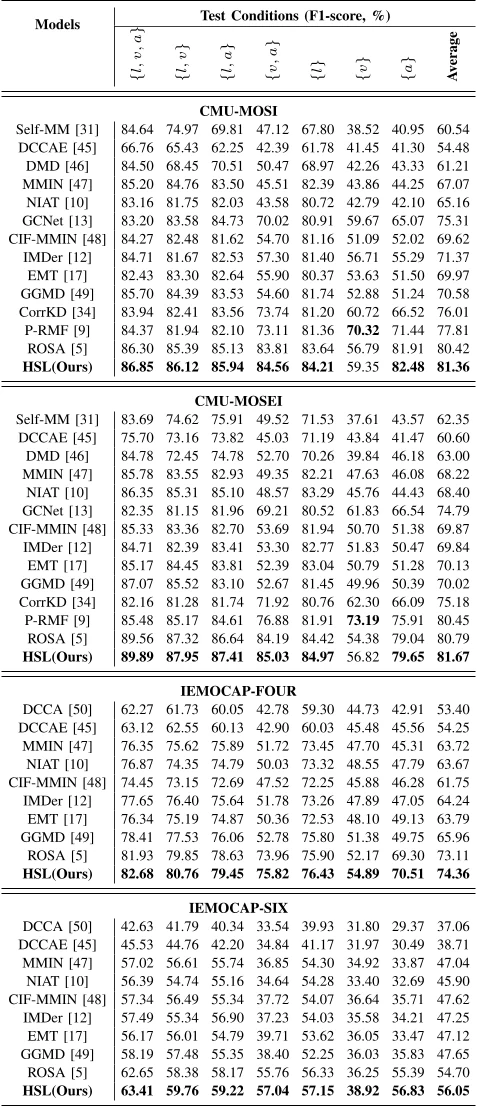 Models Test Conditions (F1-score, %)
{l, v, a} {l, v} {l, a} {v, a} {l} {v} {a} Average
CMU-MOSI
Self-MM [31] 84.64 74.97 69.81 47.12 67.80 38.52 40.95 60.54
DCCAE [45] 66.76 65.43 62.25 42.39 61.78 41.45 41.30 54.48
DMD [46] 84.50 68.45 70.51 50.47 68.97 42.26 43.33 61.21
MMIN [47] 85.20 84.76 83.50 45.51 82.39 43.86 44.25 67.07
NIAT [10] 83.16 81.75 82.03 43.58 80.72 42.79 42.10 65.16
GCNet [13] 83.20 83.58 84.73 70.02 80.91 59.67 65.07 75.31
CIF-MMIN [48] 84.27 82.48 81.62 54.70 81.16 51.09 52.02 69.62
IMDer [12] 84.71 81.67 82.53 57.30 81.40 56.71 55.29 71.37
EMT [17] 82.43 83.30 82.64 55.90 80.37 53.63 51.50 69.97
GGMD [49] 85.70 84.39 83.53 54.60 81.74 52.88 51.24 70.58
CorrKD [34] 83.94 82.41 83.56 73.74 81.20 60.72 66.52 76.01
P-RMF [9] 84.37 81.94 82.10 73.11 81.36 70.32 71.44 77.81
ROSA [5] 86.30 85.39 85.13 83.81 83.64 56.79 81.91 80.42
HSL(Ours) 86.85 86.12 85.94 84.56 84.21 59.35 82.48 81.36
CMU-MOSEI
Self-MM [31] 83.69 74.62 75.91 49.52 71.53 37.61 43.57 62.35
DCCAE [45] 75.70 73.16 73.82 45.03 71.19 43.84 41.47 60.60
DMD [46] 84.78 72.45 74.78 52.70 70.26 39.84 46.18 63.00
MMIN [47] 85.78 83.55 82.93 49.35 82.21 47.63 46.08 68.22
NIAT [10] 86.35 85.31 85.10 48.57 83.29 45.76 44.43 68.40
GCNet [13] 82.35 81.15 81.96 69.21 80.52 61.83 66.54 74.79
CIF-MMIN [48] 85.33 83.36 82.70 53.69 81.94 50.70 51.38 69.87
IMDer [12] 84.71 82.39 83.41 53.30 82.77 51.83 50.47 69.84
EMT [17] 85.17 84.45 83.81 52.39 83.04 50.79 51.28 70.13
GGMD [49] 87.07 85.52 83.10 52.67 81.45 49.96 50.39 70.02
CorrKD [34] 82.16 81.28 81.74 71.92 80.76 62.30 66.09 75.18
P-RMF [9] 85.48 85.17 84.61 76.88 81.91 73.19 75.91 80.45
ROSA [5] 89.56 87.32 86.64 84.19 84.42 54.38 79.04 80.79
HSL(Ours) 89.89 87.95 87.41 85.03 84.97 56.82 79.65 81.67
IEMOCAP-FOUR
DCCA [50] 62.27 61.73 60.05 42.78 59.30 44.73 42.91 53.40
DCCAE [45] 63.12 62.55 60.13 42.90 60.03 45.48 45.56 54.25
MMIN [47] 76.35 75.62 75.89 51.72 73.45 47.70 45.31 63.72
NIAT [10] 76.87 74.35 74.79 50.03 73.32 48.55 47.79 63.67
CIF-MMIN [48] 74.45 73.15 72.69 47.52 72.25 45.88 46.28 61.75
IMDer [12] 77.65 76.40 75.64 51.78 73.26 47.89 47.05 64.24
EMT [17] 76.34 75.19 74.87 50.36 72.53 48.10 49.13 63.79
GGMD [49] 78.41 77.53 76.06 52.78 75.80 51.38 49.75 65.96
ROSA [5] 81.93 79.85 78.63 73.96 75.90 52.17 69.30 73.11
HSL(Ours) 82.68 80.76 79.45 75.82 76.43 54.89 70.51 74.36
IEMOCAP-SIX
DCCA [50] 42.63 41.79 40.34 33.54 39.93 31.80 29.37 37.06
DCCAE [45] 45.53 44.76 42.20 34.84 41.17 31.97 30.49 38.71
MMIN [47] 57.02 56.61 55.74 36.85 54.30 34.92 33.87 47.04
NIAT [10] 56.39 54.74 55.16 34.64 54.28 33.40 32.69 45.90
CIF-MMIN [48] 57.34 56.49 55.34 37.72 54.07 36.64 35.71 47.62
IMDer [12] 57.49 55.34 56.90 37.23 54.03 35.58 34.21 47.25
EMT [17] 56.17 56.01 54.79 39.71 53.62 36.05 33.47 47.12
GGMD [49] 58.19 57.48 55.35 38.40 52.25 36.03 35.83 47.65
ROSA [5] 62.65 58.38 58.17 55.76 56.33 36.25 55.39 54.70
HSL(Ours) 63.41 59.76 59.22 57.04 57.15 38.92 56.83 56.05